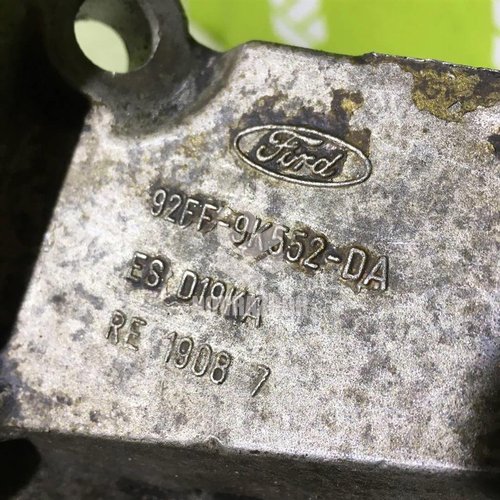 Ford
92FF-9K552-DA
ES D19KA
RE 1908 7